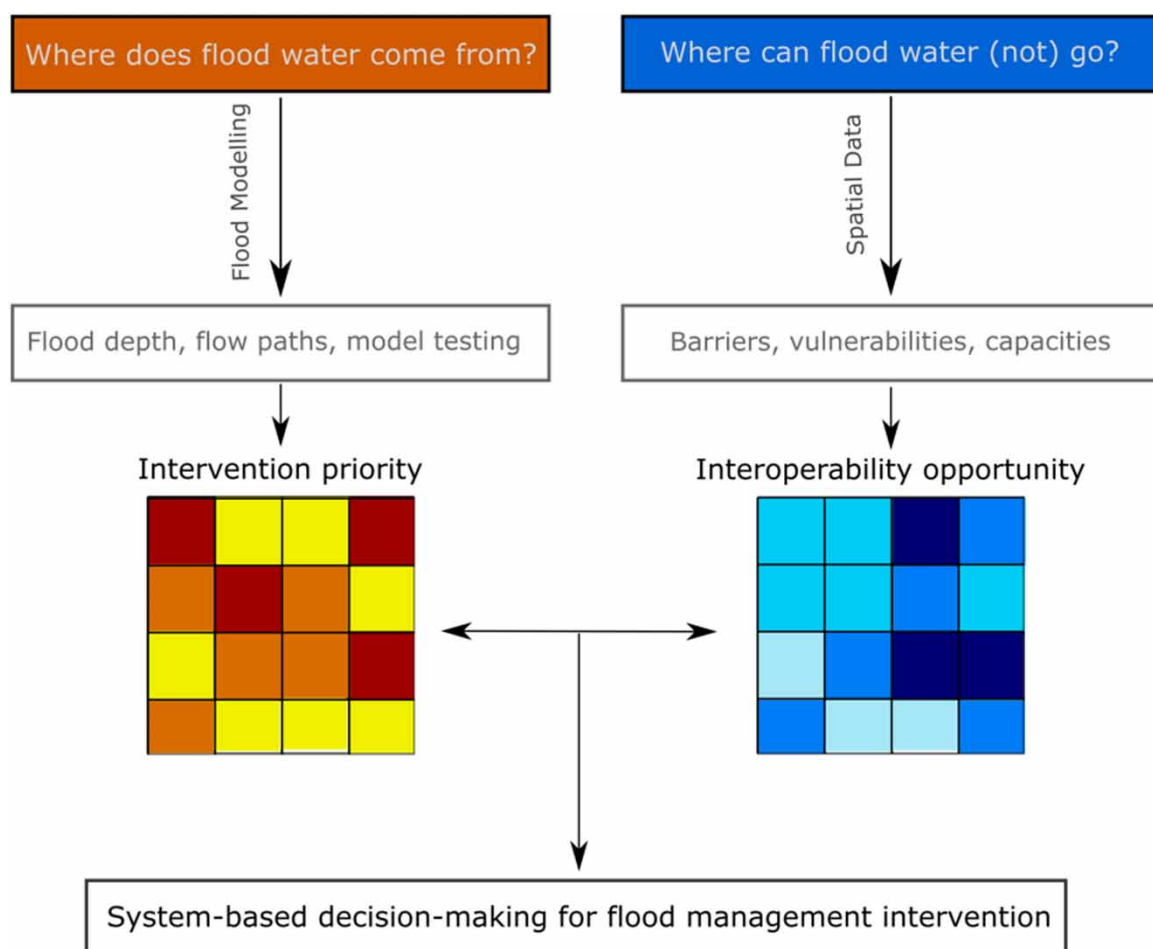 Where does flood water come from?
Where can flood water (not) go?
Flood Modelling
Spatial Data
Flood depth, flow paths, model testing
Barriers, vulnerabilities, capacities
Intervention priority
Interoperability opportunity
System-based decision-making for flood management intervention